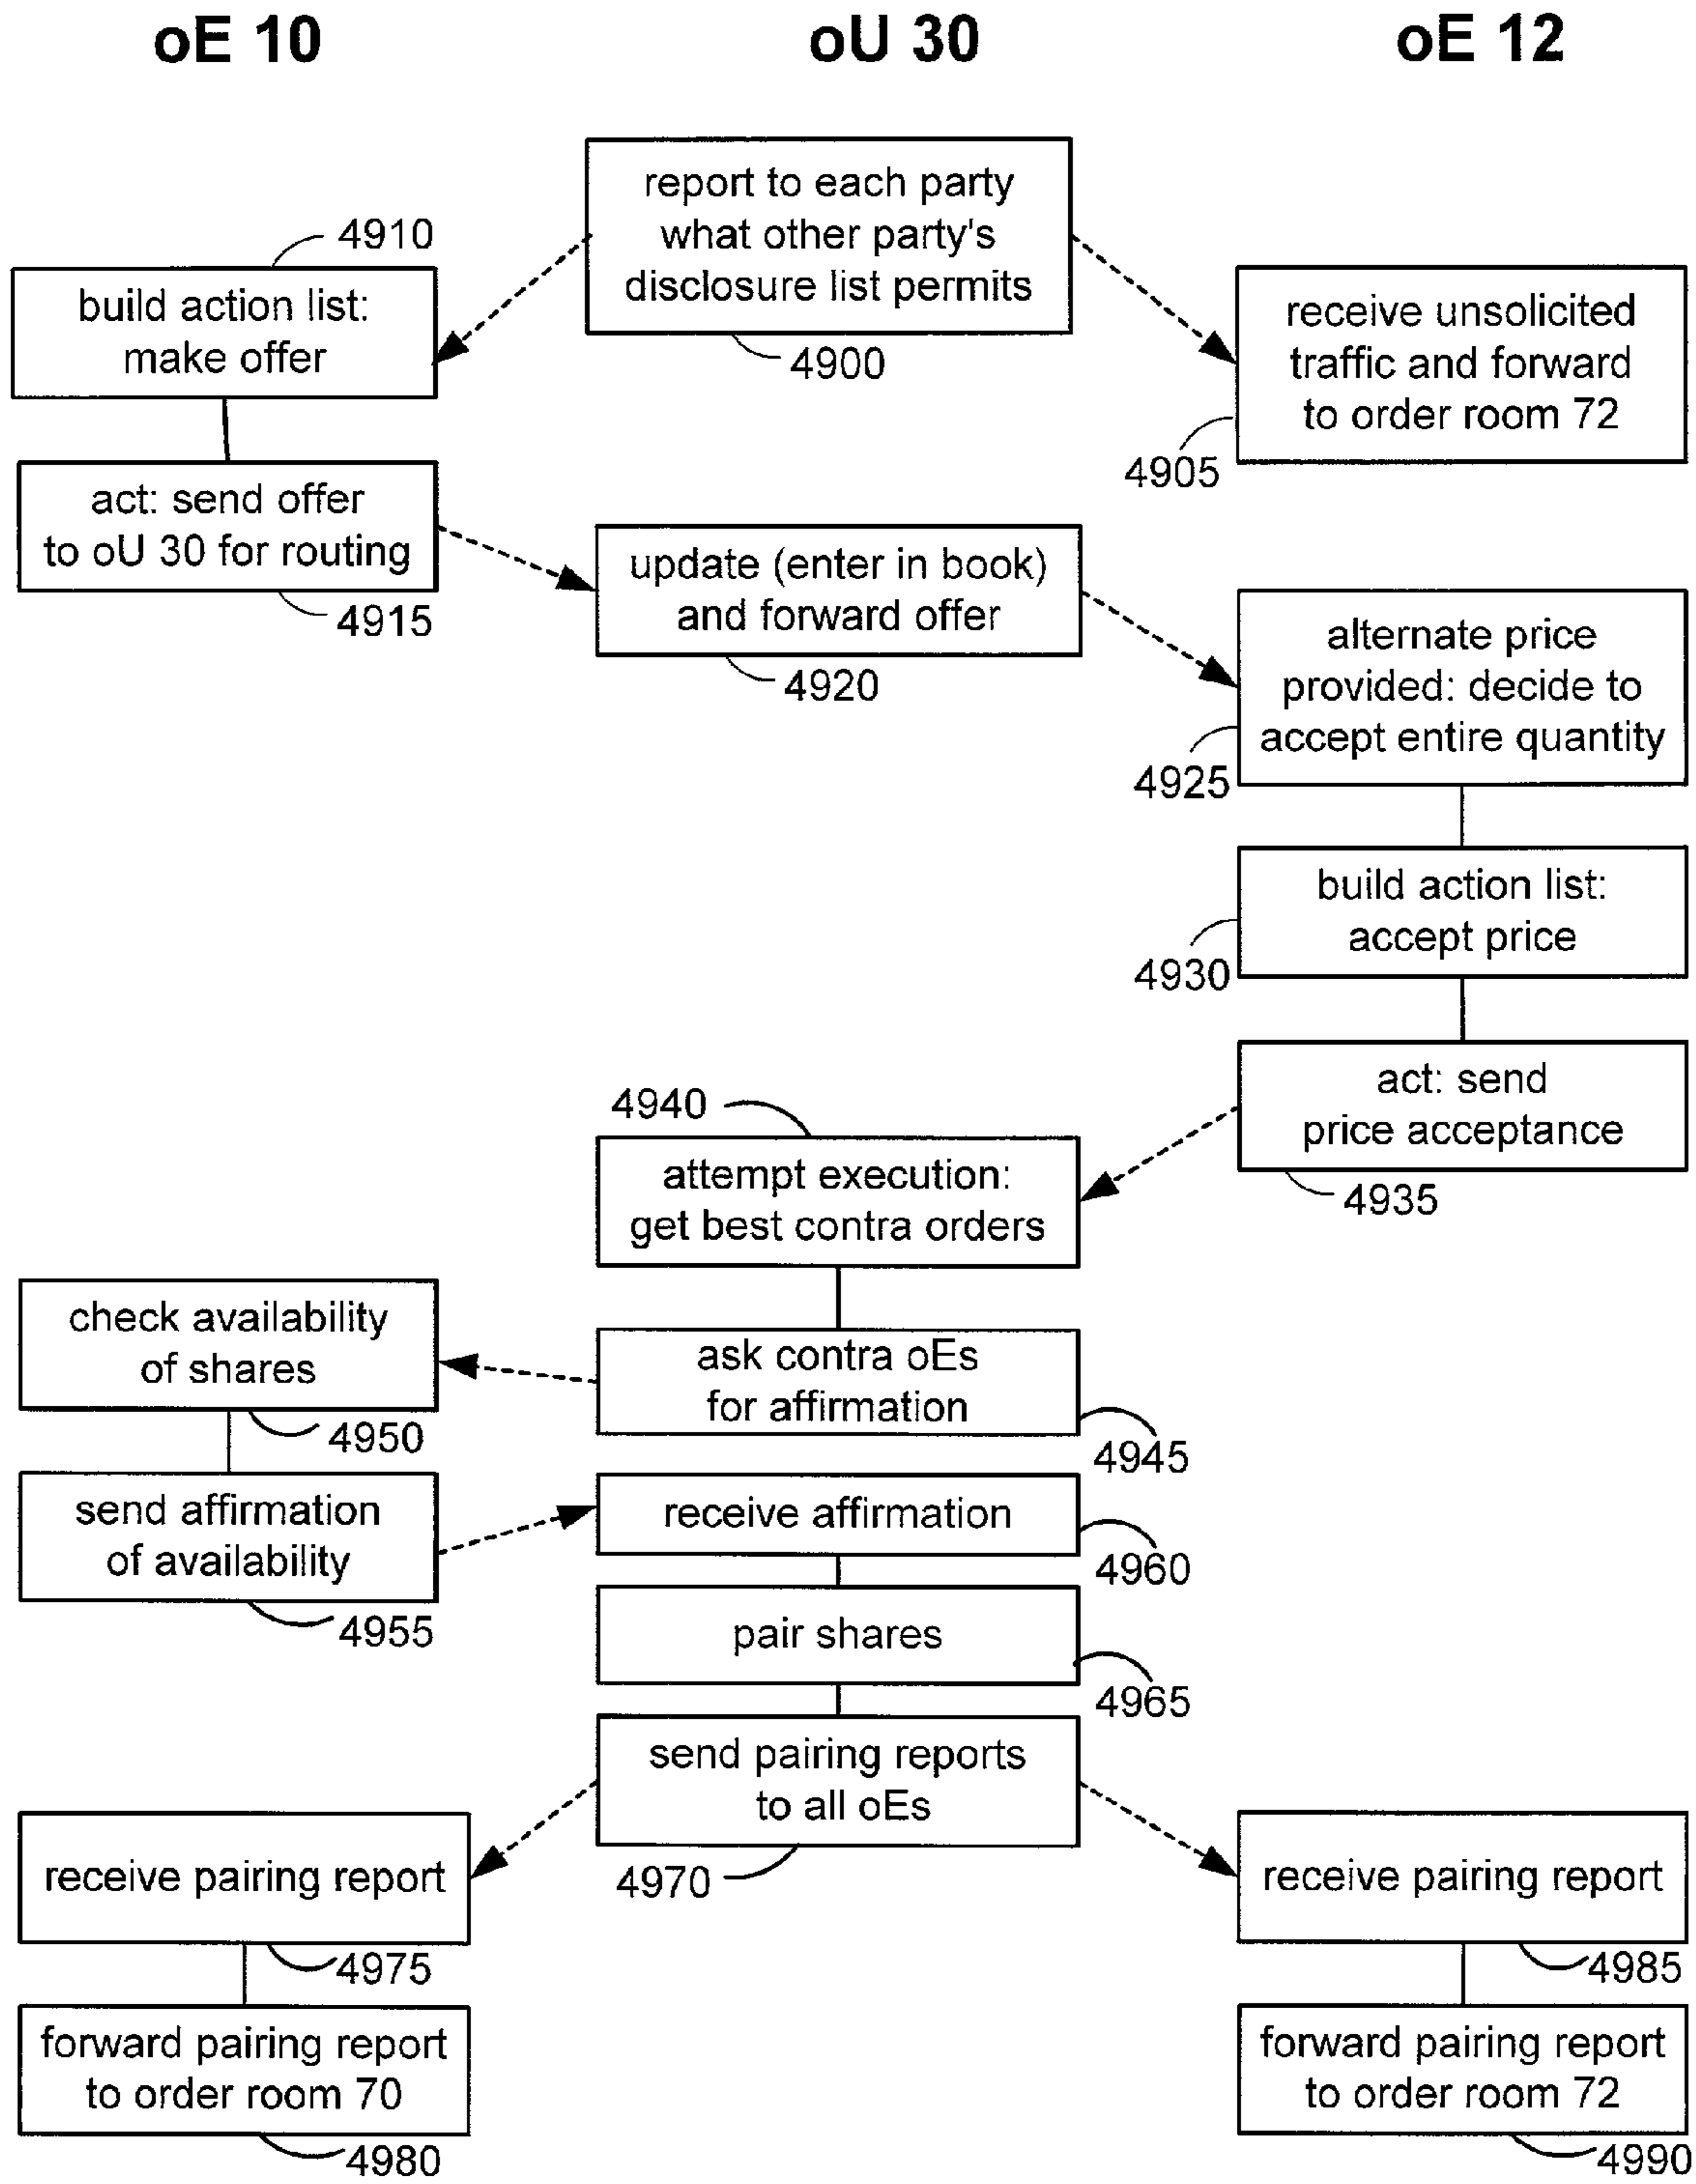 oE 10
oU 30
oE 12
report to each party
what other party's
disclosure list permits
4900
4910
build action list:
make offer
receive unsolicited
traffic and forward
to order room 72
4905
act: send offer
to oU 30 for routing
4915
update (enter in book)
and forward offer
4920
alternate price
provided: decide to
accept entire quantity
4925
build action list:
accept price
4930
act: send
price acceptance
4935
4940
attempt execution:
get best contra orders
ask contra oEs
for affirmation
4945
check availability
of shares
4950
send affirmation
of availability
4955
receive affirmation
4960
pair shares
4965
send pairing reports
to all oEs
4970
receive pairing report
4975
forward pairing report
to order room 70
4980
receive pairing report
4985
forward pairing report
to order room 72
4990